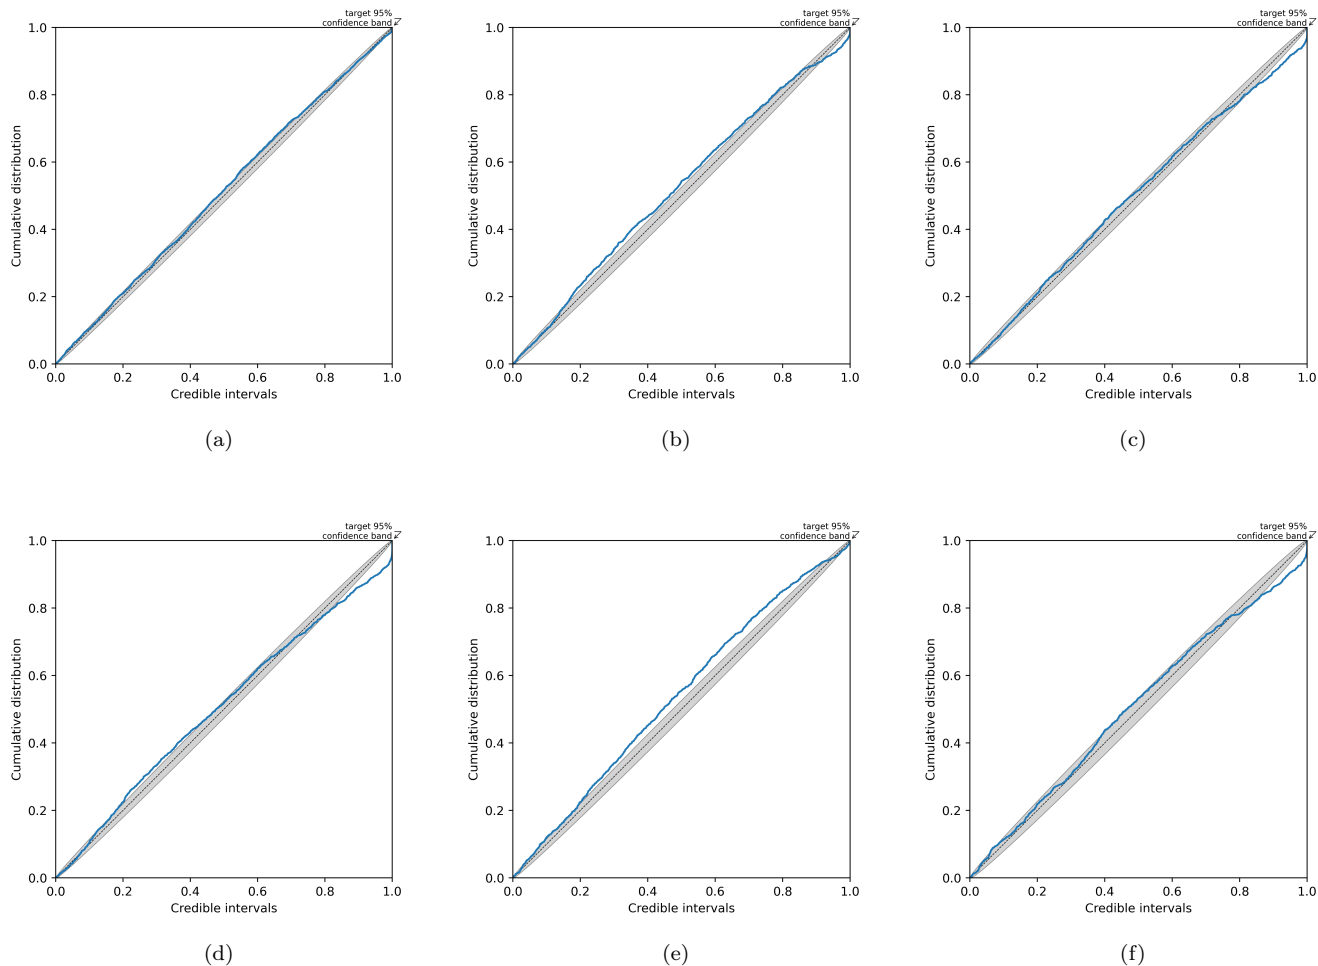 target 95%
confidence band
1.0
0.8
0.6
0.4
0.2
0.0
Cumulative distribution
0.0 0.2 0.4 0.6 0.8 1.0
Credible intervals
(a)
target 95%
confidence band
1.0
0.8
0.6
0.4
0.2
0.0
Cumulative distribution
0.0 0.2 0.4 0.6 0.8 1.0
Credible intervals
(b)
target 95%
confidence band
1.0
0.8
0.6
0.4
0.2
0.0
Cumulative distribution
0.0 0.2 0.4 0.6 0.8 1.0
Credible intervals
(c)
target 95%
confidence band
1.0
0.8
0.6
0.4
0.2
0.0
Cumulative distribution
0.0 0.2 0.4 0.6 0.8 1.0
Credible intervals
(d)
target 95%
confidence band
1.0
0.8
0.6
0.4
0.2
0.0
Cumulative distribution
0.0 0.2 0.4 0.6 0.8 1.0
Credible intervals
(e)
target 95%
confidence band
1.0
0.8
0.6
0.4
0.2
0.0
Cumulative distribution
0.0 0.2 0.4 0.6 0.8 1.0
Credible intervals
(f)